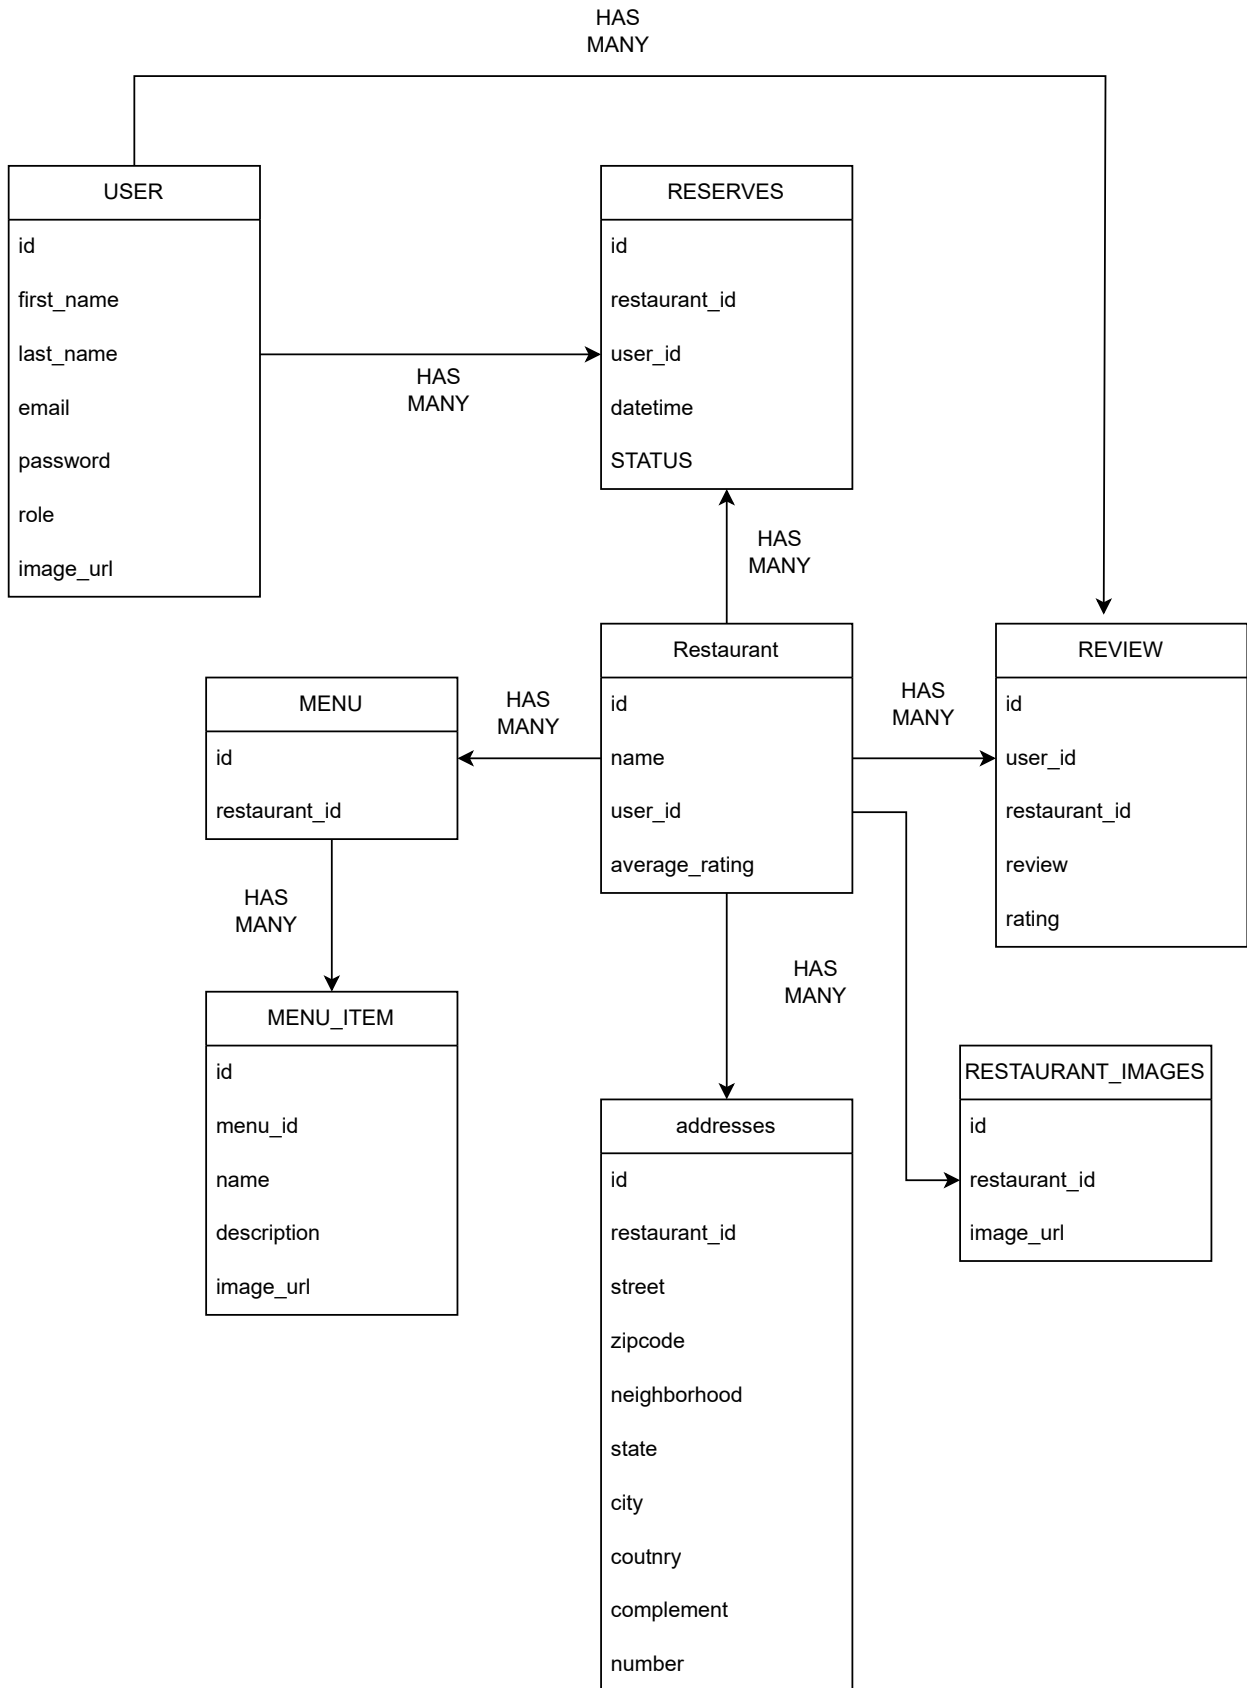 HAS
MANY
USER
id
first_name
last_name
email
password
role
image_url
HAS
MANY
RESERVES
id
restaurant_id
user_id
datetime
STATUS
HAS
MANY
Restaurant
id
name
user_id
average_rating
HAS
MANY
REVIEW
id
user_id
restaurant_id
review
rating
HAS
MANY
MENU
id
restaurant_id
HAS
MANY
MENU_ITEM
id
menu_id
name
description
image_url
HAS
MANY
addresses
id
restaurant_id
street
zipcode
neighborhood
state
city
coutnry
complement
number
RESTAURANT_IMAGES
id
restaurant_id
image_url